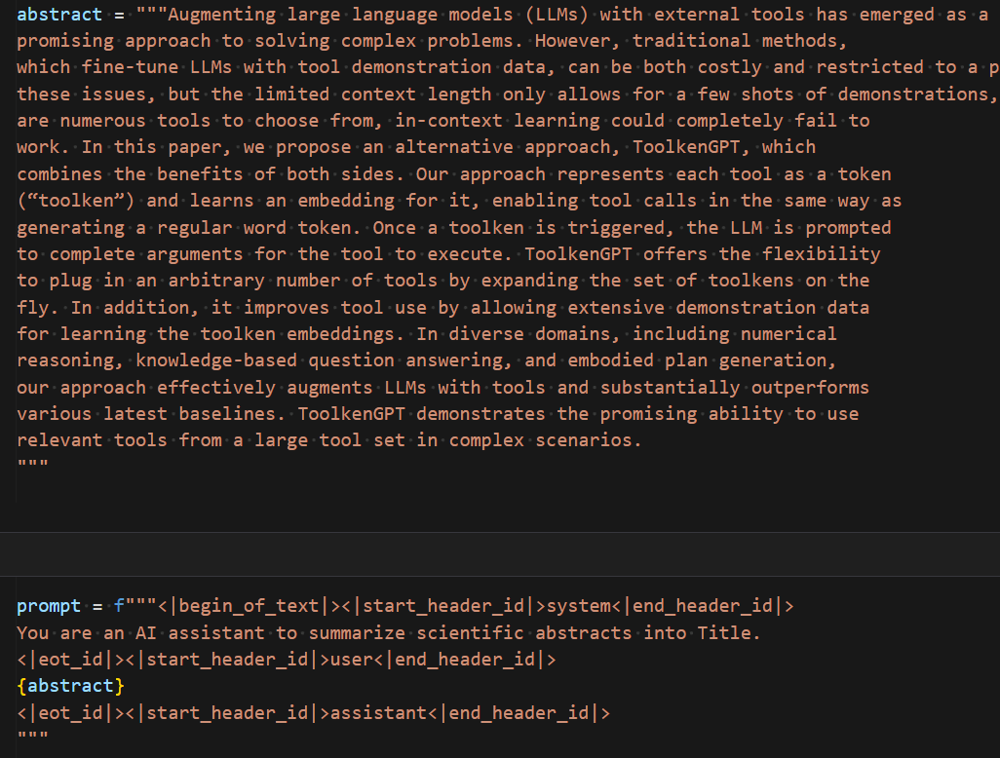 abstract = """Augmenting large language models (LLMs) with external tools has emerged as a
promising approach to solving complex problems. However, traditional methods,
which fine-tune LLMs with tool demonstration data, can be both costly and restricted to a p
these issues, but the limited context length only allows for a few shots of demonstrations,
are numerous tools to choose from, in-context learning could completely fail to
work. In this paper, we propose an alternative approach, ToolkenGPT, which
combines the benefits of both sides. Our approach represents each tool as a token
(“toolken”) and learns an embedding for it, enabling tool calls in the same way as
generating a regular word token. Once a toolken is triggered, the LLM is prompted
to complete arguments for the tool to execute. ToolkenGPT offers the flexibility
to plug in an arbitrary number of tools by expanding the set of toolkens on the
fly. In addition, it improves tool use by allowing extensive demonstration data
for learning the toolken embeddings. In diverse domains, including numerical
reasoning, knowledge-based question answering, and embodied plan generation,
our approach effectively augments LLMs with tools and substantially outperforms
various latest baselines. ToolkenGPT demonstrates the promising ability to use
relevant tools from a large tool set in complex scenarios.
"""
prompt = f"""<|begin_of_text|><|start_header_id|>system<|end_header_id|>
You are an AI assistant to summarize scientific abstracts into Title.
<|eot_id|><|start_header_id|>user<|end_header_id|>
{abstract}
<|eot_id|><|start_header_id|>assistant<|end_header_id|>
"""